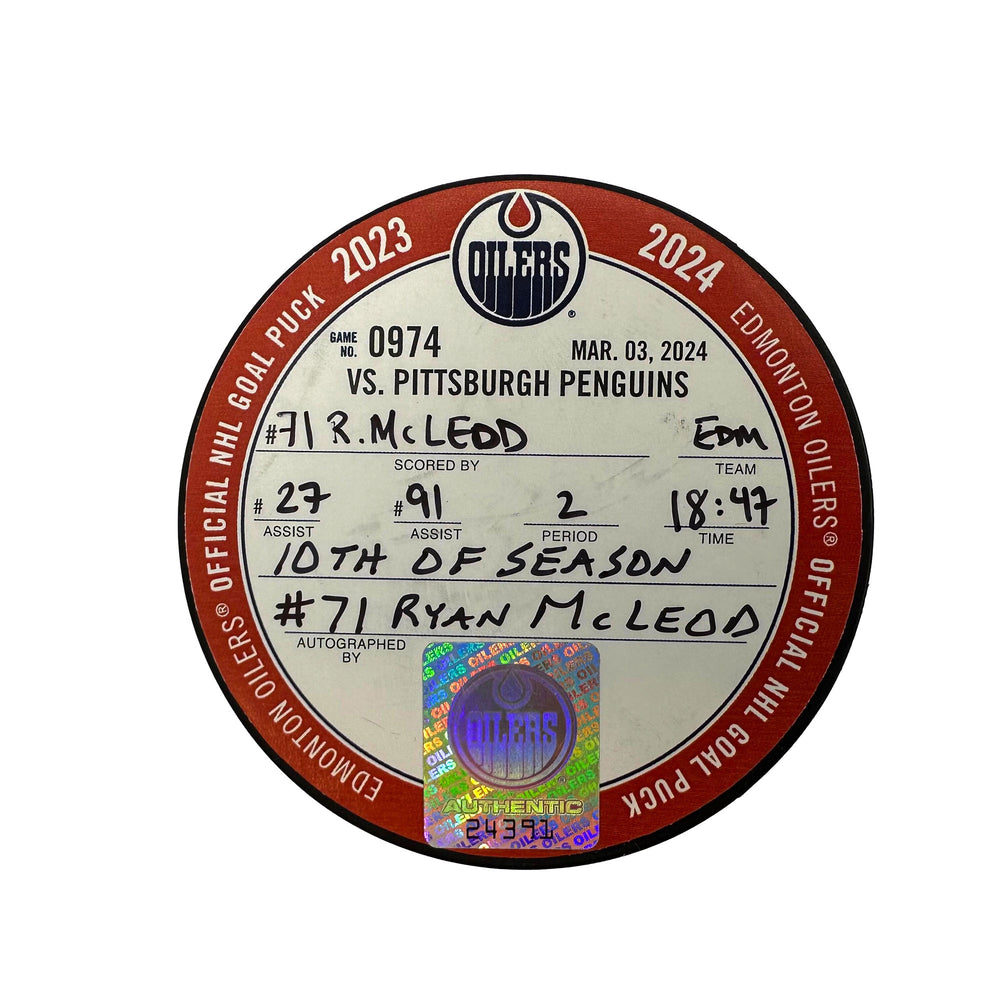 OILERS
®
2023
2024
EDMONTON OILERS® OFFICIAL NHL GOAL PUCK
EDMONTON OILERS® OFFICIAL NHL GOAL PUCK
GAME NO. 0974 MAR. 03, 2024
VS. PITTSBURGH PENGUINS
#71 R. McLEOD EDM
SCORED BY TEAM
# 27 #91 2 18:47
ASSIST ASSIST PERIOD TIME
10TH OF SEASON
#71 RYAN McLEOD
AUTOGRAPHED BY
OILERS
AUTHENTIC
24391